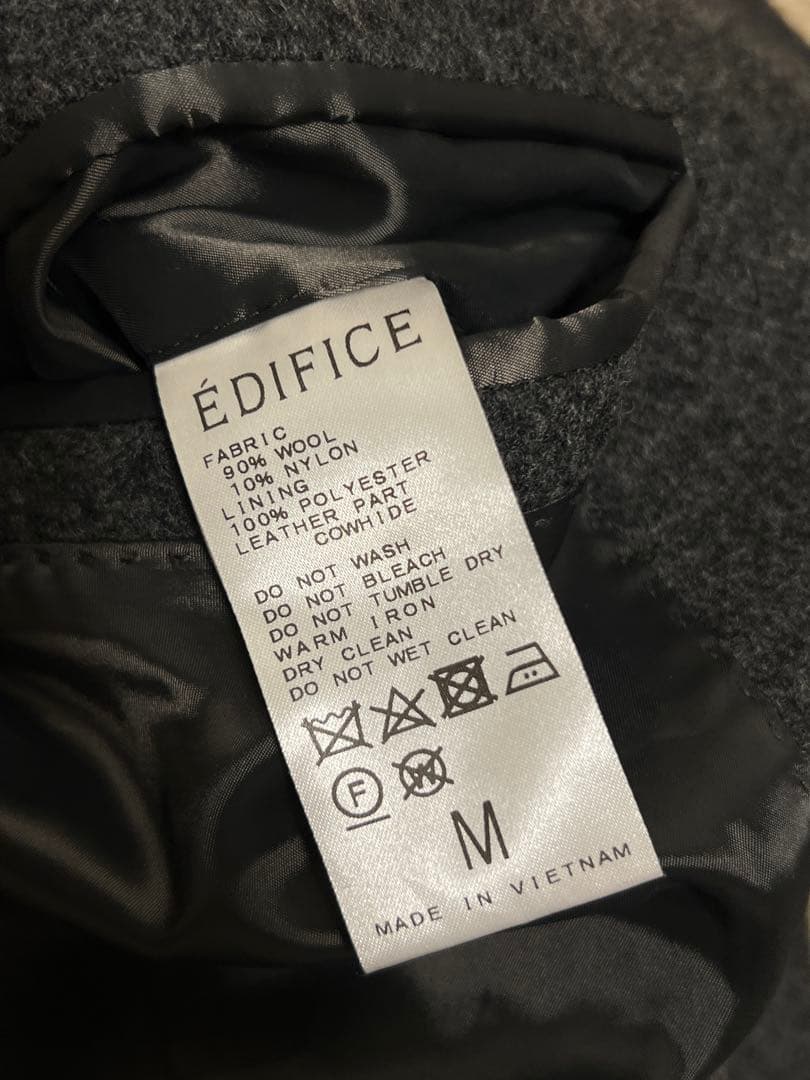 ÉDIFICE
FABRIC
90% WOOL
10% NYLON
LINING
100% POLYESTER
LEATHER PART
COWHIDE
DO NOT WASH
DO NOT BLEACH
DO NOT TUMBLE DRY
WARM IRON
DRY CLEAN
DO NOT WET CLEAN
F W
M
MADE IN VIETNAM